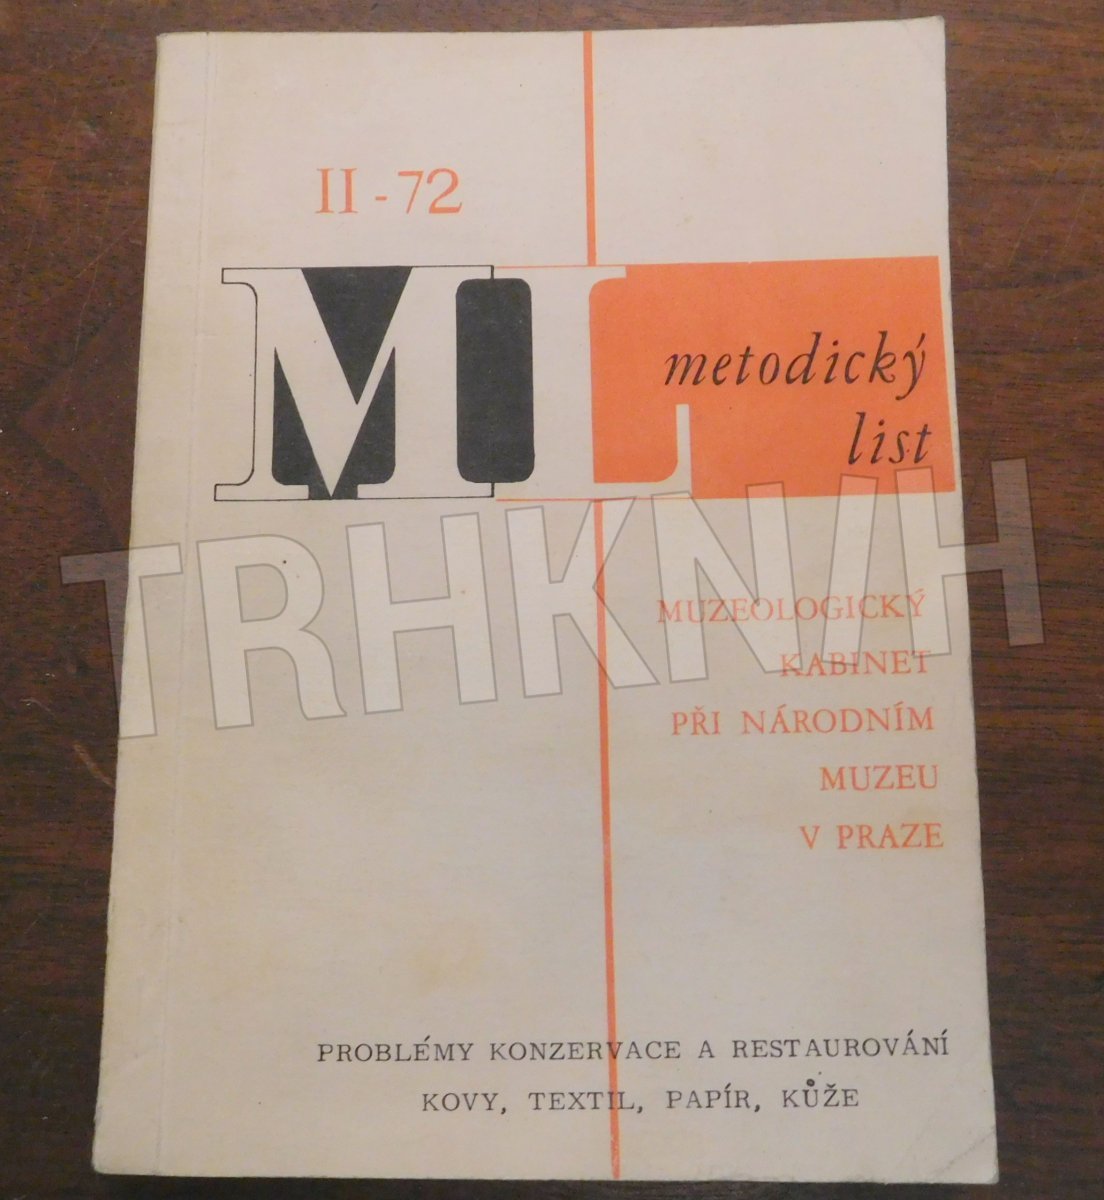 II - 72
ML
metodický
list
TRHKNIH
MUZEOLOGICKÝ
KABINET
PŘI NÁRODNÍM
MUZEU
V PRAZE
PROBLÉMY KONZERVACE A RESTAUROVÁNÍ
KOVY, TEXTIL, PAPÍR, KŮŽE